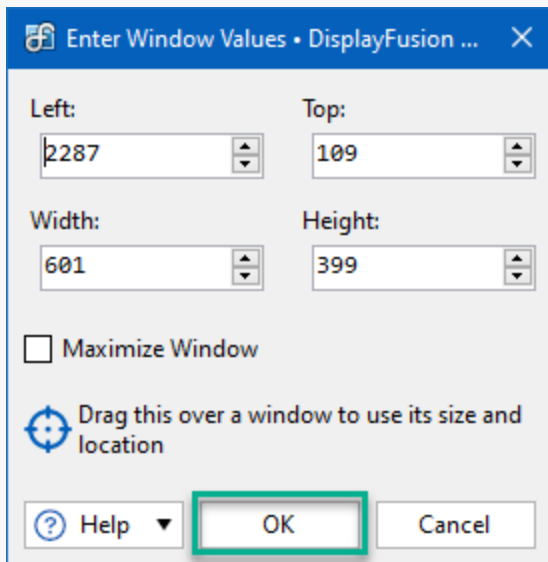 Enter Window Values • DisplayFusion ...
Left: Top:
2287 109
Width: Height:
601 399
Maximize Window
Drag this over a window to use its size and
location
? Help OK Cancel